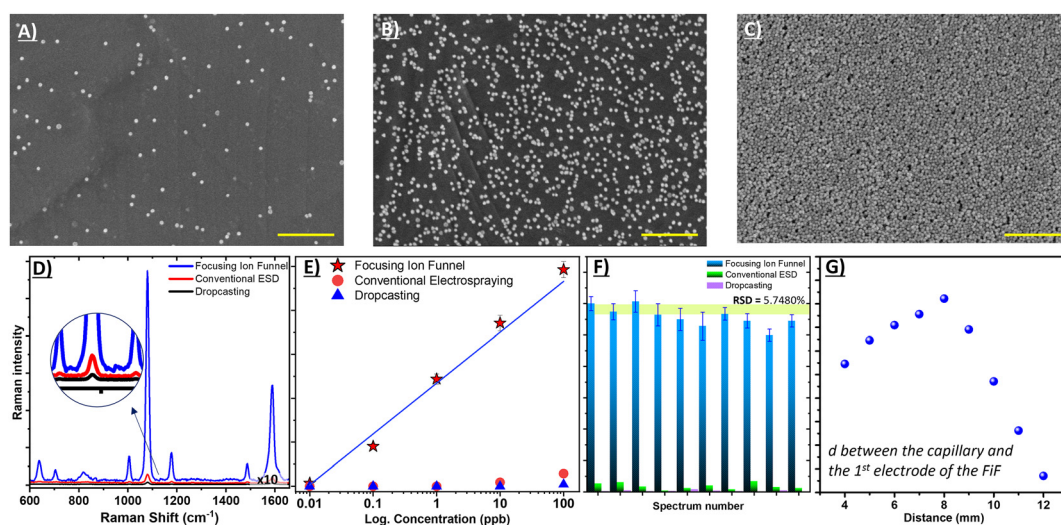 A)
B)
C)
D)
Focusing Ion Funnel
Conventional ESD
Dropcasting
x10
600 800 1000 1200 1400 1600
Raman Shift (cm-1)
Raman intensity
E)
Focusing Ion Funnel
Conventional Electrospraying
Dropcasting
0.01 0.1 1 10 100
Log. Concentration (ppb)
F)
Focusing Ion Funnel
Conventional ESD
Dropcasting
RSD = 5.7480%
Spectrum number
G)
d between the capillary and
the 1st electrode of the FiF
4 6 8 10 12
Distance (mm)